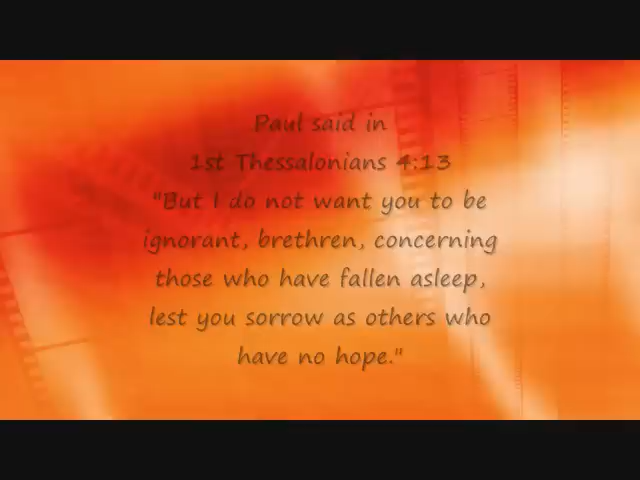 Paul said in
1st Thessalonians 4:13
"But I do not want you to be
ignorant, brethren, concerning
those who have fallen asleep,
lest you sorrow as others who
have no hope."